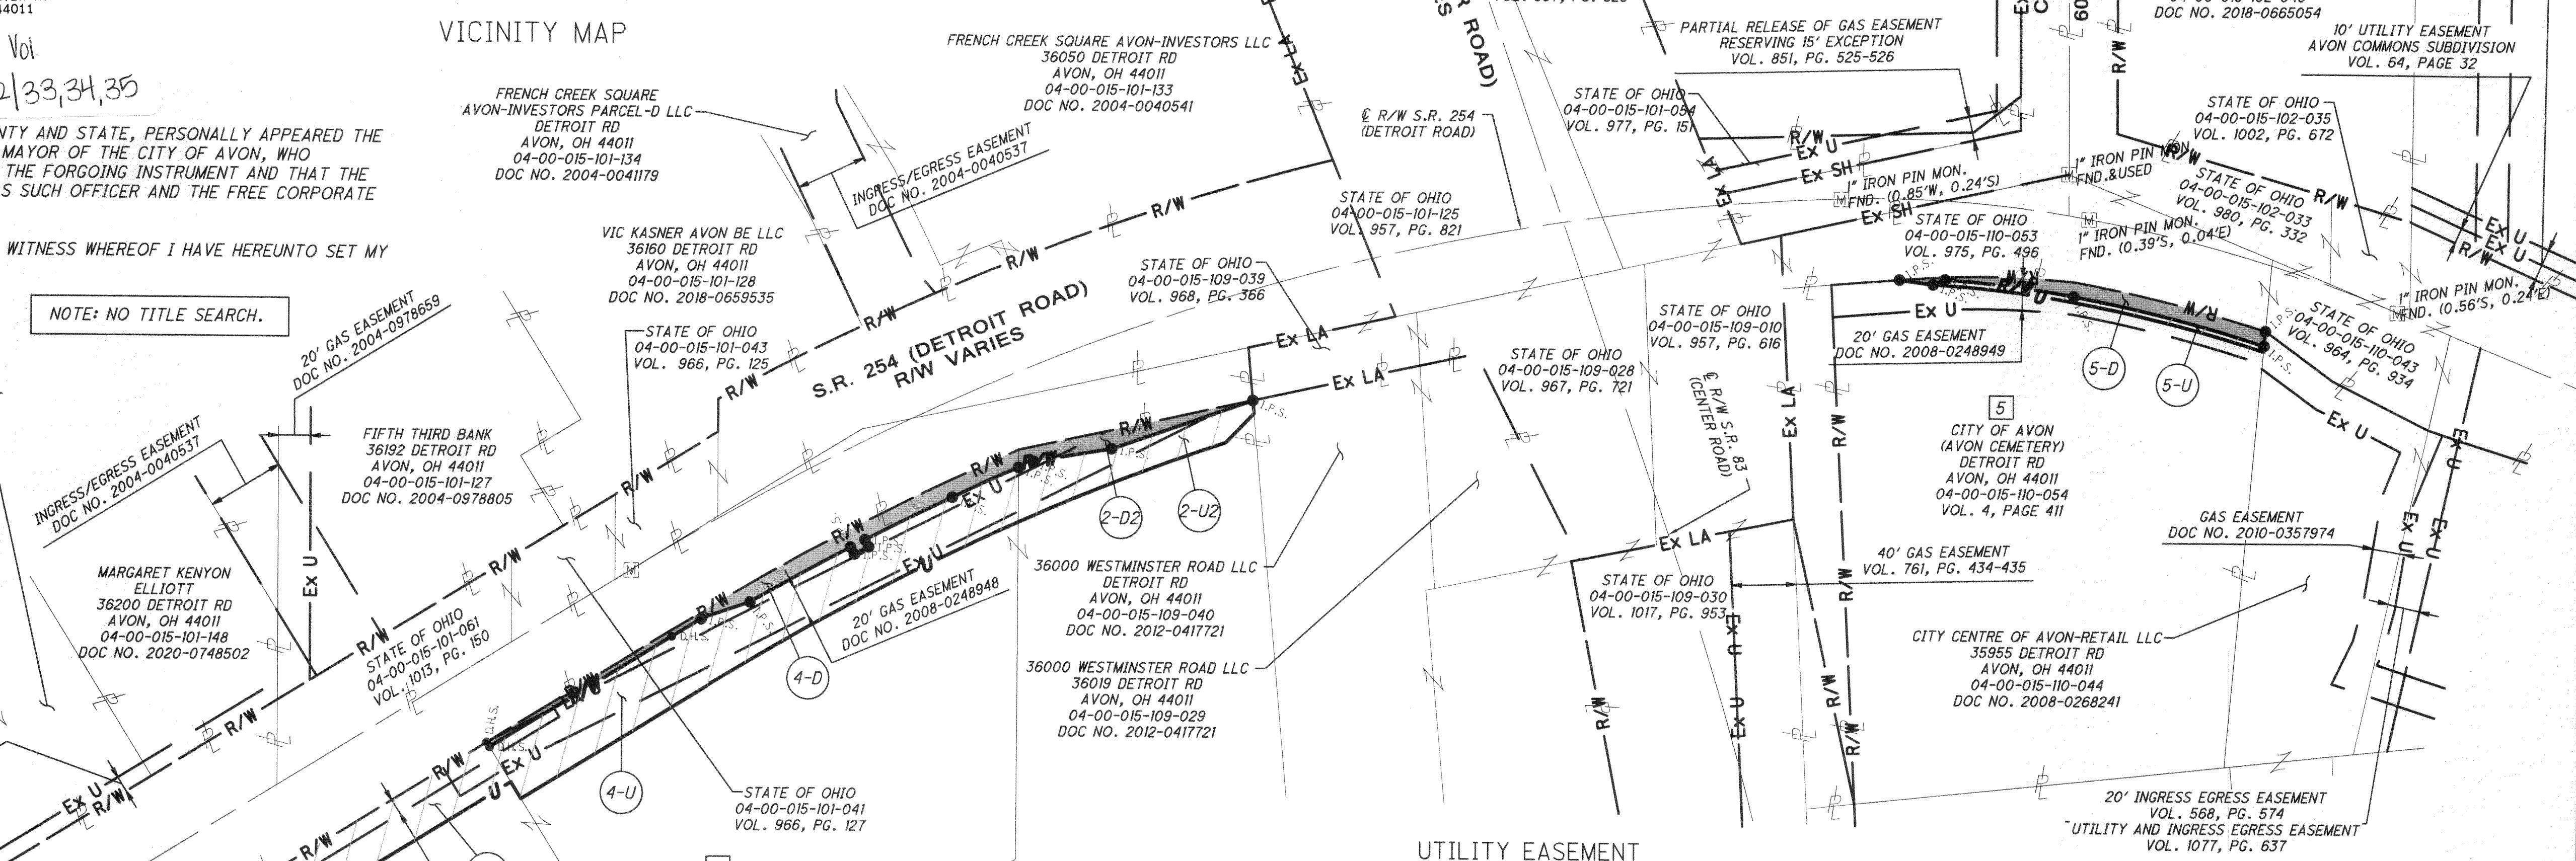 44011
VICINITY MAP
Vol.
2/33,34,35
NTY AND STATE, PERSONALLY APPEARED THE
MAYOR OF THE CITY OF AVON, WHO
THE FORGOING INSTRUMENT AND THAT THE
S SUCH OFFICER AND THE FREE CORPORATE
WITNESS WHEREOF I HAVE HEREUNTO SET MY
NOTE: NO TITLE SEARCH.
FRENCH CREEK SQUARE
AVON-INVESTORS PARCEL-D LLC
DETROIT RD
AVON, OH 44011
04-00-015-101-134
DOC NO. 2004-0041179
FRENCH CREEK SQUARE AVON-INVESTORS LLC
36050 DETROIT RD
AVON, OH 44011
04-00-015-101-133
DOC NO. 2004-0040541
INGRESS/EGRESS EASEMENT
DOC NO. 2004-0040537
VIC KASNER AVON BE LLC
36160 DETROIT RD
AVON, OH 44011
04-00-015-101-128
DOC NO. 2018-0659535
STATE OF OHIO
04-00-015-101-043
VOL. 966, PG. 125
20' GAS EASEMENT
DOC NO. 2004-0978659
INGRESS/EGRESS EASEMENT
DOC NO. 2004-0040537
FIFTH THIRD BANK
36192 DETROIT RD
AVON, OH 44011
04-00-015-101-127
DOC NO. 2004-0978805
MARGARET KENYON
ELLIOTT
36200 DETROIT RD
AVON, OH 44011
04-00-015-101-148
DOC NO. 2020-0748502
STATE OF OHIO
04-00-015-101-061
VOL. 1013, PG. 150
STATE OF OHIO
04-00-015-101-041
VOL. 966, PG. 127
S.R. 254 (DETROIT ROAD)
R/W VARIES
℄ R/W S.R. 254
(DETROIT ROAD)
R ROAD)
STATE OF OHIO
04-00-015-101-125
VOL. 957, PG. 821
STATE OF OHIO
04-00-015-109-039
VOL. 968, PG. 366
20' GAS EASEMENT
DOC NO. 2008-0248948
2-D2
2-U2
4-D
4-U
36000 WESTMINSTER ROAD LLC
DETROIT RD
AVON, OH 44011
04-00-015-109-040
DOC NO. 2012-0417721
36000 WESTMINSTER ROAD LLC
36019 DETROIT RD
AVON, OH 44011
04-00-015-109-029
DOC NO. 2012-0417721
STATE OF OHIO
04-00-015-109-028
VOL. 967, PG. 721
STATE OF OHIO
04-00-015-109-010
VOL. 957, PG. 616
℄ R/W S.R. 83
(CENTER ROAD)
STATE OF OHIO
04-00-015-109-030
VOL. 1017, PG. 953
PARTIAL RELEASE OF GAS EASEMENT
RESERVING 15' EXCEPTION
VOL. 851, PG. 525-526
STATE OF OHIO
04-00-015-101-054
VOL. 977, PG. 151
1" IRON PIN MON.
FND. (0.85'W, 0.24'S)
1" IRON PIN MON.
FND.&USED
STATE OF OHIO
04-00-015-110-053
VOL. 975, PG. 496
1" IRON PIN MON.
FND. (0.39'S, 0.04'E)
STATE OF OHIO
04-00-015-102-033
VOL. 980, PG. 332
DOC NO. 2018-0665054
STATE OF OHIO
04-00-015-102-035
VOL. 1002, PG. 672
10' UTILITY EASEMENT
AVON COMMONS SUBDIVISION
VOL. 64, PAGE 32
1" IRON PIN MON.
FND. (0.56'S, 0.24'E)
STATE OF OHIO
04-00-015-110-043
VOL. 964, PG. 934
20' GAS EASEMENT
DOC NO. 2008-0248949
5-D
5-U
5
CITY OF AVON
(AVON CEMETERY)
DETROIT RD
AVON, OH 44011
04-00-015-110-054
VOL. 4, PAGE 411
40' GAS EASEMENT
VOL. 761, PG. 434-435
GAS EASEMENT
DOC NO. 2010-0357974
CITY CENTRE OF AVON-RETAIL LLC
35955 DETROIT RD
AVON, OH 44011
04-00-015-110-044
DOC NO. 2008-0268241
20' INGRESS EGRESS EASEMENT
VOL. 568, PG. 574
UTILITY AND INGRESS EGRESS EASEMENT
VOL. 1077, PG. 637
UTILITY EASEMENT
R/W
R/W
R/W
R/W
R/W
R/W
R/W
R/W
R/W
Ex U
Ex U
Ex U
Ex U
Ex LA
Ex LA
Ex LA
Ex LA
Ex SH
Ex SH
I.P.S.
D.H.S.